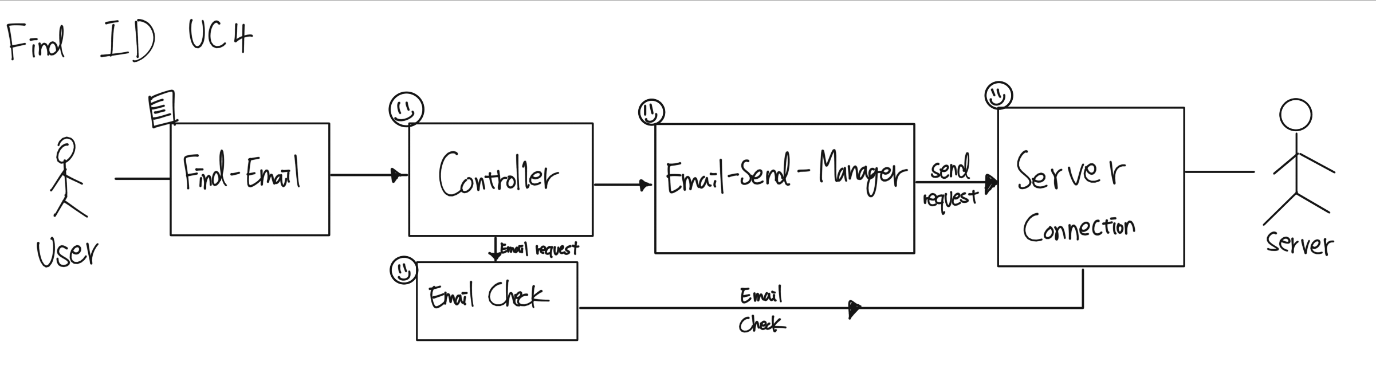 Find ID UC4
User
Find-Email
Controller
Email-Send-Manager
send
request
Server
Connection
Server
Email request
Email Check
Email
Check